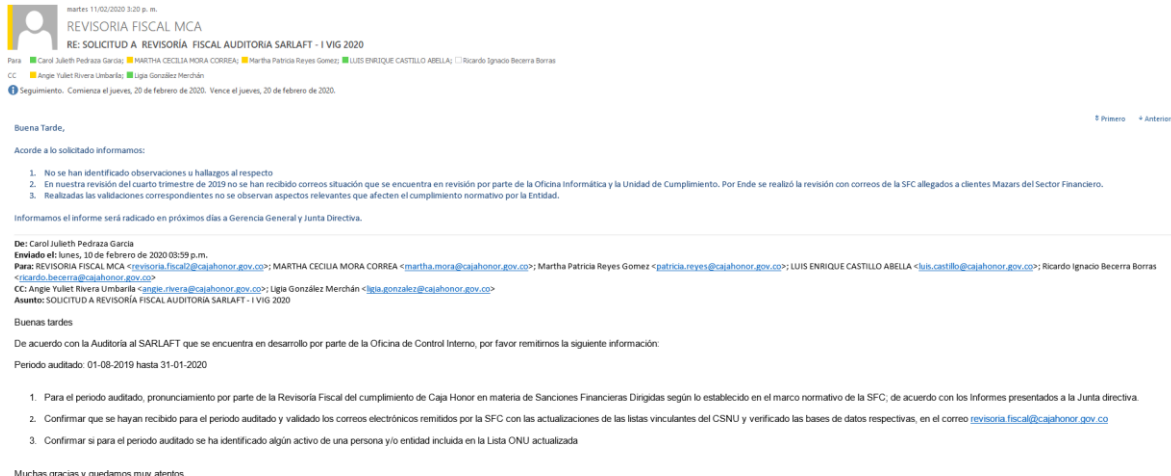 martes 11/02/2020 3:20 p. m.
REVISORIA FISCAL MCA
RE: SOLICITUD A REVISORÍA FISCAL AUDITORIA SARLAFT - I VIG 2020
Para Carol Julieth Pedraza Garcia; MARTHA CECILIA MORA CORREA; Martha Patricia Reyes Gomez; LUIS ENRIQUE CASTILLO ABELLA; Ricardo Ignacio Becerra Borras
CC Angie Yuliet Rivera Umbarila; Ligia González Merchán
Seguimiento. Comienza el jueves, 20 de febrero de 2020. Vence el jueves, 20 de febrero de 2020.
Primero Anterior
Buena Tarde,
Acorde a lo solicitado informamos:
1. No se han identificado observaciones u hallazgos al respecto
2. En nuestra revisión del cuarto trimestre de 2019 no se han recibido correos situación que se encuentra en revisión por parte de la Oficina Informática y la Unidad de Cumplimiento. Por Ende se realizó la revisión con correos de la SFC allegados a clientes Mazars del Sector Financiero.
3. Realizadas las validaciones correspondientes no se observan aspectos relevantes que afecten el cumplimiento normativo por la Entidad.
Informamos el informe será radicado en próximos días a Gerencia General y Junta Directiva.
De: Carol Julieth Pedraza Garcia
Enviado el: lunes, 10 de febrero de 2020 03:59 p.m.
Para: REVISORIA FISCAL MCA <revisoria.fiscal2@cajahonor.gov.co>; MARTHA CECILIA MORA CORREA <martha.mora@cajahonor.gov.co>; Martha Patricia Reyes Gomez <patricia.reyes@cajahonor.gov.co>; LUIS ENRIQUE CASTILLO ABELLA <luis.castillo@cajahonor.gov.co>; Ricardo Ignacio Becerra Borras
<ricardo.becerra@cajahonor.gov.co>
CC: Angie Yuliet Rivera Umbarila <angie.rivera@cajahonor.gov.co>; Ligia González Merchán <ligia.gonzalez@cajahonor.gov.co>
Asunto: SOLICITUD A REVISORÍA FISCAL AUDITORIA SARLAFT - I VIG 2020
Buenas tardes
De acuerdo con la Auditoría al SARLAFT que se encuentra en desarrollo por parte de la Oficina de Control Interno, por favor remitirnos la siguiente información:
Periodo auditado: 01-08-2019 hasta 31-01-2020
1. Para el periodo auditado, pronunciamiento por parte de la Revisoría Fiscal del cumplimiento de Caja Honor en materia de Sanciones Financieras Dirigidas según lo establecido en el marco normativo de la SFC; de acuerdo con los Informes presentados a la Junta directiva.
2. Confirmar que se hayan recibido para el periodo auditado y validado los correos electrónicos remitidos por la SFC con las actualizaciones de las listas vinculantes del CSNU y verificado las bases de datos respectivas, en el correo revisoria.fiscal@cajahonor.gov.co
3. Confirmar si para el periodo auditado se ha identificado algún activo de una persona y/o entidad incluida en la Lista ONU actualizada
Muchas gracias y quedamos muy atentos